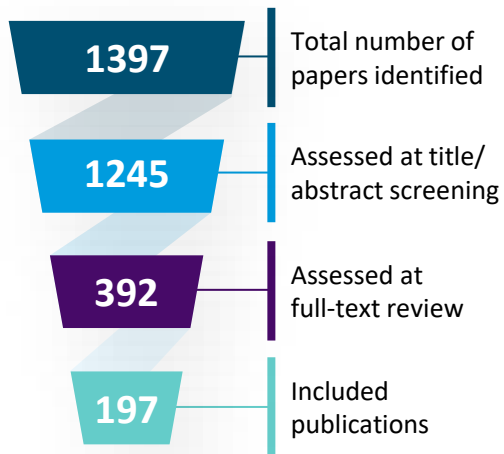 1397
Total number of
papers identified
1245
Assessed at title/
abstract screening
392
Assessed at
full-text review
197
Included
publications